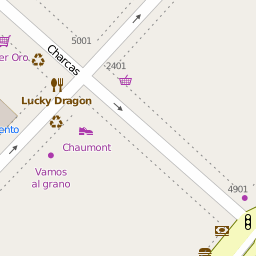 5001
Charcas
er Oro
2401
Lucky Dragon
ento
Chaumont
Vamos
al grano
4901